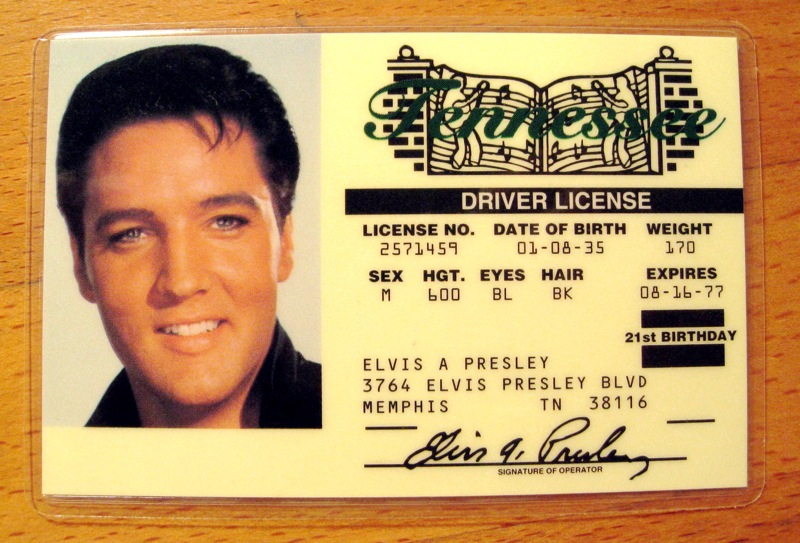 Tennessee
DRIVER LICENSE
LICENSE NO. DATE OF BIRTH WEIGHT
2571459 01-08-35 170
SEX HGT. EYES HAIR EXPIRES
M 600 BL BK 08-16-77
21st BIRTHDAY
ELVIS A PRESLEY
3764 ELVIS PRESLEY BLVD
MEMPHIS TN 38116
Elvis A. Presley
SIGNATURE OF OPERATOR